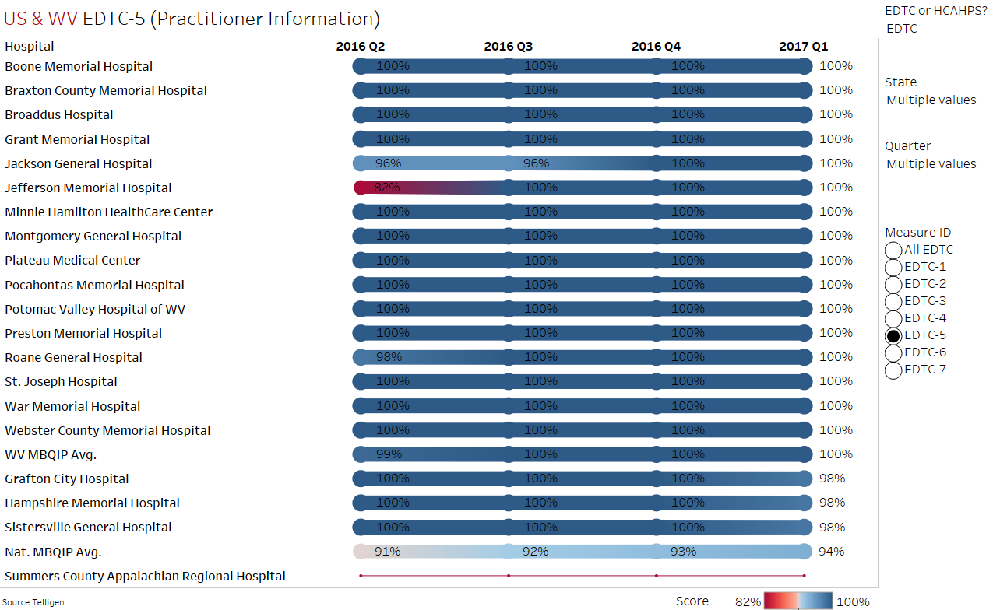 US & WV EDTC-5 (Practitioner Information)
Hospital 2016 Q2 2016 Q3 2016 Q4 2017 Q1
Boone Memorial Hospital 100% 100% 100% 100%
Braxton County Memorial Hospital 100% 100% 100% 100%
Broaddus Hospital 100% 100% 100% 100%
Grant Memorial Hospital 100% 100% 100% 100%
Jackson General Hospital 96% 96% 100% 100%
Jefferson Memorial Hospital 82% 100% 100% 100%
Minnie Hamilton HealthCare Center 100% 100% 100% 100%
Montgomery General Hospital 100% 100% 100% 100%
Plateau Medical Center 100% 100% 100% 100%
Pocahontas Memorial Hospital 100% 100% 100% 100%
Potomac Valley Hospital of WV 100% 100% 100% 100%
Preston Memorial Hospital 100% 100% 100% 100%
Roane General Hospital 98% 100% 100% 100%
St. Joseph Hospital 100% 100% 100% 100%
War Memorial Hospital 100% 100% 100% 100%
Webster County Memorial Hospital 100% 100% 100% 100%
WV MBQIP Avg. 99% 100% 100% 100%
Grafton City Hospital 100% 100% 100% 98%
Hampshire Memorial Hospital 100% 100% 100% 98%
Sistersville General Hospital 100% 100% 100% 98%
Nat. MBQIP Avg. 91% 92% 93% 94%
Summers County Appalachian Regional Hospital
Source:Telligen
Score 82% 100%
EDTC or HCAHPS?
EDTC
State
Multiple values
Quarter
Multiple values
Measure ID
All EDTC
EDTC-1
EDTC-2
EDTC-3
EDTC-4
EDTC-5
EDTC-6
EDTC-7